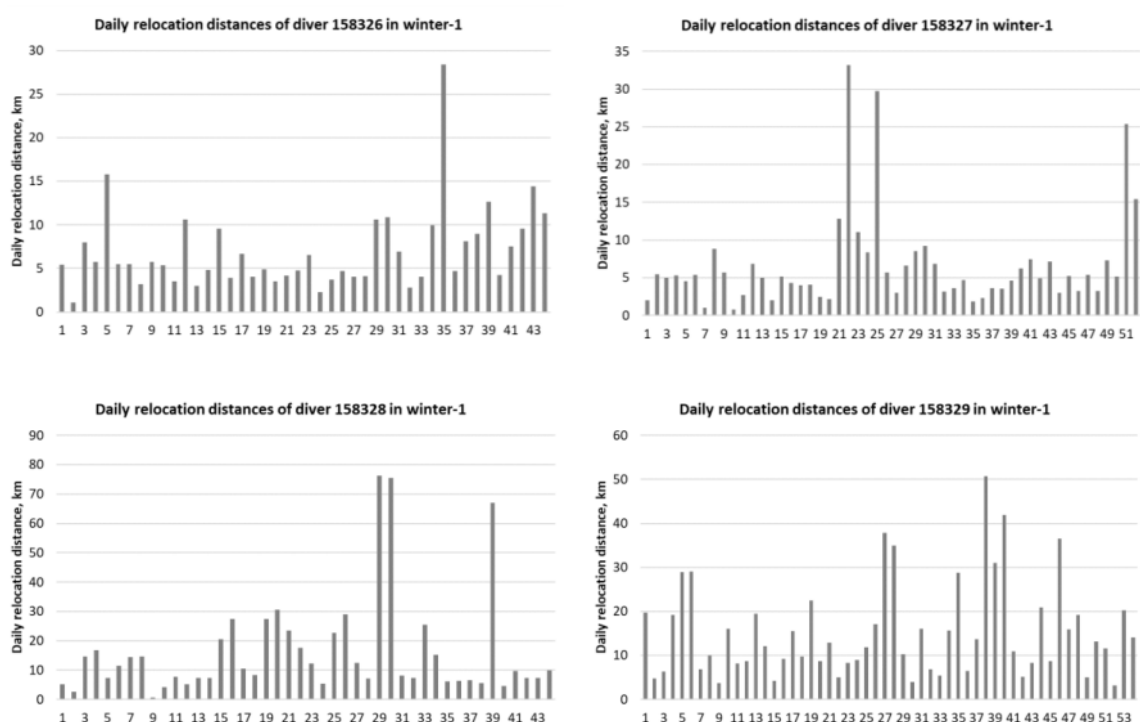 Daily relocation distances of diver 158326 in winter-1
Daily relocation distance, km
30
25
20
15
10
5
0
1 3 5 7 9 11 13 15 17 19 21 23 25 27 29 31 33 35 37 39 41 43
Daily relocation distances of diver 158327 in winter-1
Daily relocation distance, km
35
30
25
20
15
10
5
0
1 3 5 7 9 11 13 15 17 19 21 23 25 27 29 31 33 35 37 39 41 43 45 47 49 51
Daily relocation distances of diver 158328 in winter-1
Daily relocation distance, km
90
80
70
60
50
40
30
20
10
0
1 3 5 7 9 11 13 15 17 19 21 23 25 27 29 31 33 35 37 39 41 43
Daily relocation distances of diver 158329 in winter-1
Daily relocation distance, km
60
50
40
30
20
10
0
1 3 5 7 9 11 13 15 17 19 21 23 25 27 29 31 33 35 37 39 41 43 45 47 49 51 53